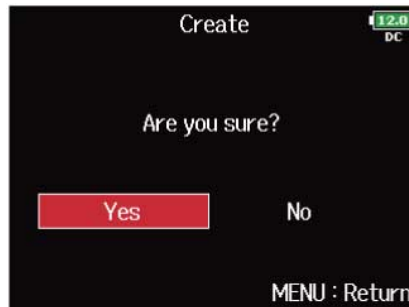 Create
12.0
DC
Are you sure?
Yes No
MENU : Return